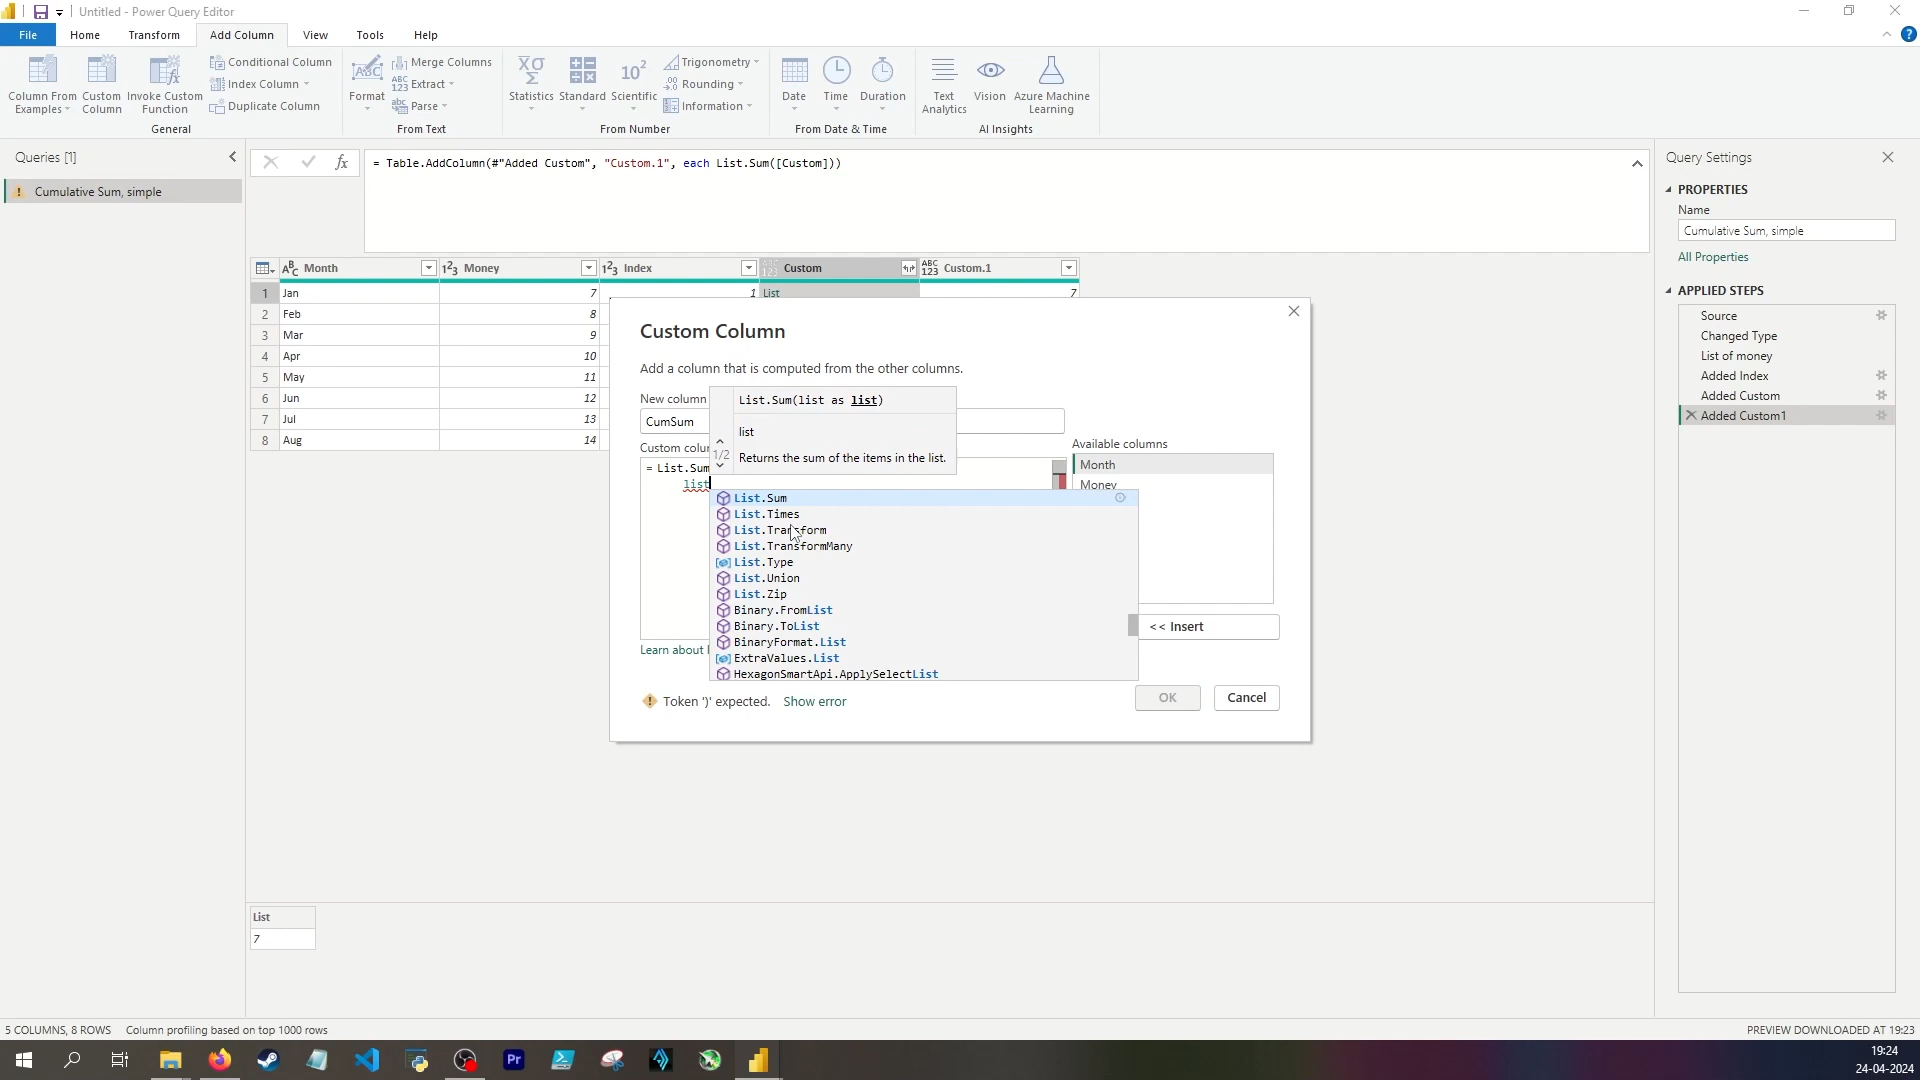 Untitled - Power Query Editor
File
Home
Transform
Add Column
View
Tools
Help
?
Column From
Examples
Custom
Column
Invoke Custom
Function
Conditional Column
Index Column
Duplicate Column
General
Format
Merge Columns
Extract
Parse
From Text
Statistics
Standard
Scientific
Trigonometry
Rounding
Information
From Number
Date
Time
Duration
From Date & Time
Text
Analytics
Vision
Azure Machine
Learning
AI Insights
Queries [1]
Cumulative Sum, simple
fx
= Table.AddColumn(#"Added Custom", "Custom.1", each List.Sum([Custom]))
Month
Money
Index
Custom
Custom.1
1 Jan 7 1 List 7
2 Feb 8
3 Mar 9
4 Apr 10
5 May 11
6 Jun 12
7 Jul 13
8 Aug 14
Custom Column
Add a column that is computed from the other columns.
New column
CumSum
Custom colu
= List.Sum
list
List.Sum(list as list)
list
1/2
Returns the sum of the items in the list.
List.Sum
List.Times
List.Transform
List.TransformMany
List.Type
List.Union
List.Zip
Binary.FromList
Binary.ToList
BinaryFormat.List
ExtraValues.List
HexagonSmartApi.ApplySelectList
Available columns
Month
Money
<< Insert
Learn about
Token ')' expected.
Show error
OK
Cancel
Query Settings
PROPERTIES
Name
Cumulative Sum, simple
All Properties
APPLIED STEPS
Source
Changed Type
List of money
Added Index
Added Custom
Added Custom1
List
7
5 COLUMNS, 8 ROWS
Column profiling based on top 1000 rows
PREVIEW DOWNLOADED AT 19:23
Pr
19:24
24-04-2024